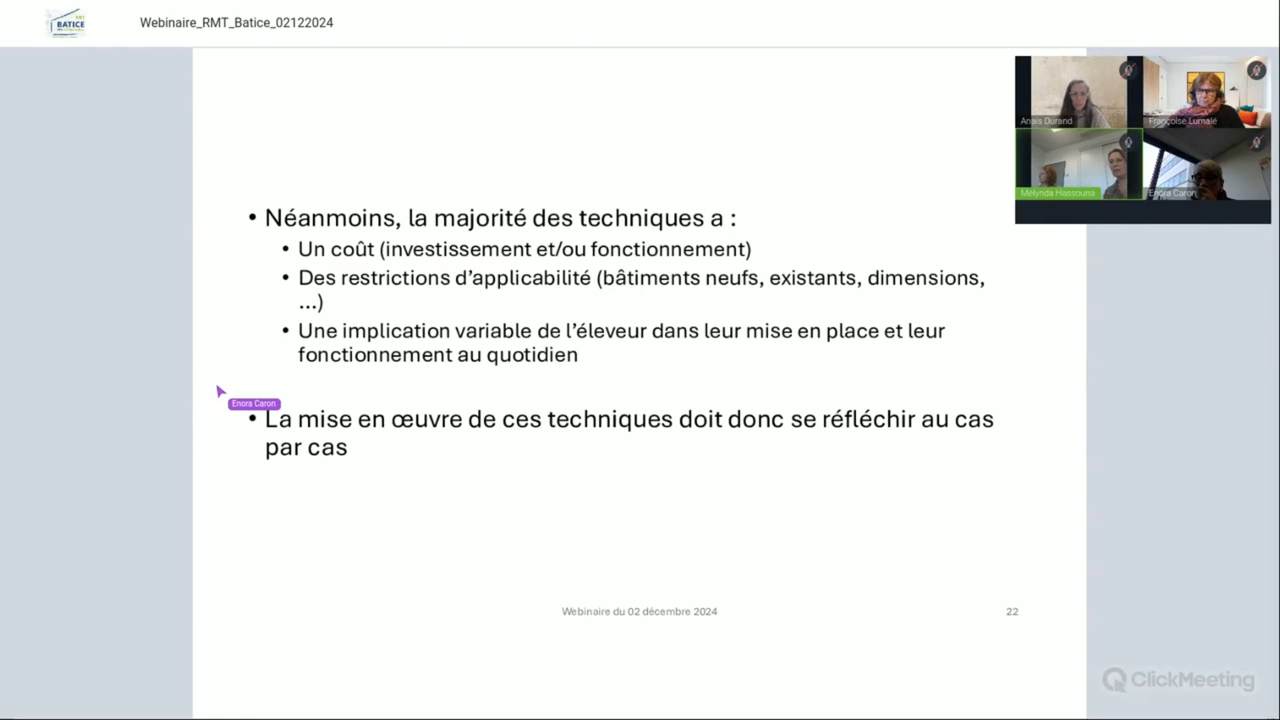 BATICE
Webinaire_RMT_Batice_02122024
Anaïs Durand
Françoise Lumalé
Mélynda Hassouna
Enora Caron
• Néanmoins, la majorité des techniques a :
• Un coût (investissement et/ou fonctionnement)
• Des restrictions d’applicabilité (bâtiments neufs, existants, dimensions,
…)
• Une implication variable de l’éleveur dans leur mise en place et leur
fonctionnement au quotidien
Enora Caron
• La mise en œuvre de ces techniques doit donc se réfléchir au cas
par cas
Webinaire du 02 décembre 2024
22
ClickMeeting